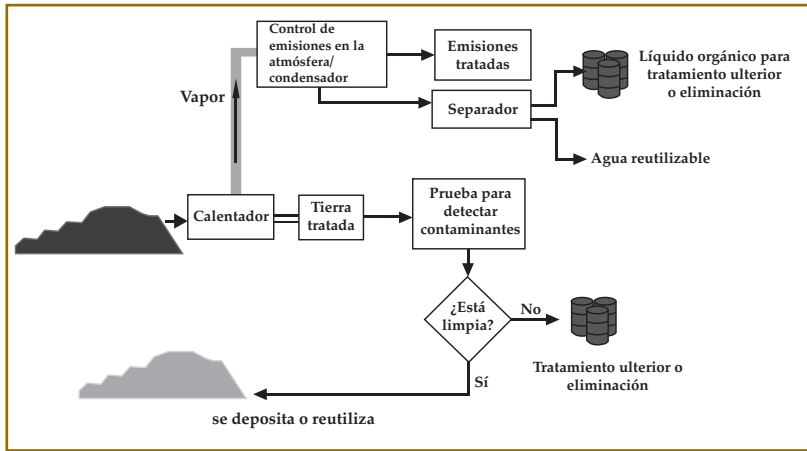 Control de
emisiones en la
atmósfera/
condensador
Emisiones
tratadas
Líquido orgánico para
tratamiento ulterior
o eliminación
Vapor
Separador
Agua reutilizable
Calentador
Tierra
tratada
Prueba para
detectar
contaminantes
¿Está
limpia?
No
Tratamiento ulterior o
eliminación
Sí
se deposita o reutiliza